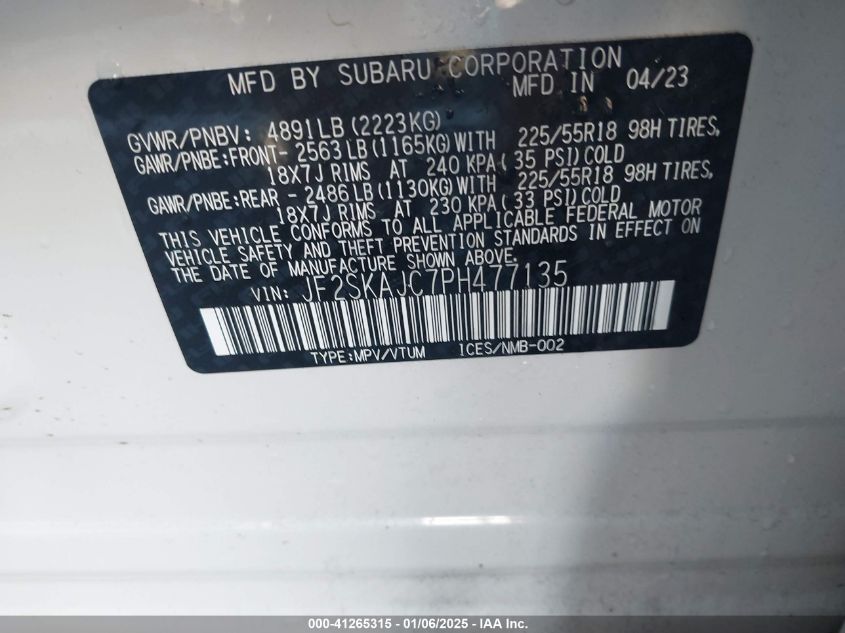 MFD BY SUBARU CORPORATION
MFD IN 04/23
GVWR/PNBV: 4891LB (2223KG)
GAWR/PNBE:FRONT- 2563 LB (1165KG) WITH 225/55R18 98H TIRES,
18X7J RIMS AT 240 KPA ( 35 PSI) COLD
GAWR/PNBE:REAR - 2486 LB (1130KG) WITH 225/55R18 98H TIRES,
18X7J RIMS AT 230 KPA ( 33 PSI) COLD
THIS VEHICLE CONFORMS TO ALL APPLICABLE FEDERAL MOTOR
VEHICLE SAFETY AND THEFT PREVENTION STANDARDS IN EFFECT ON
THE DATE OF MANUFACTURE SHOWN ABOVE.
VIN: JF2SKAJC7PH477135
TYPE:MPV/VTUM ICES/NMB-002
000-41265315 - 01/06/2025 - IAA Inc.